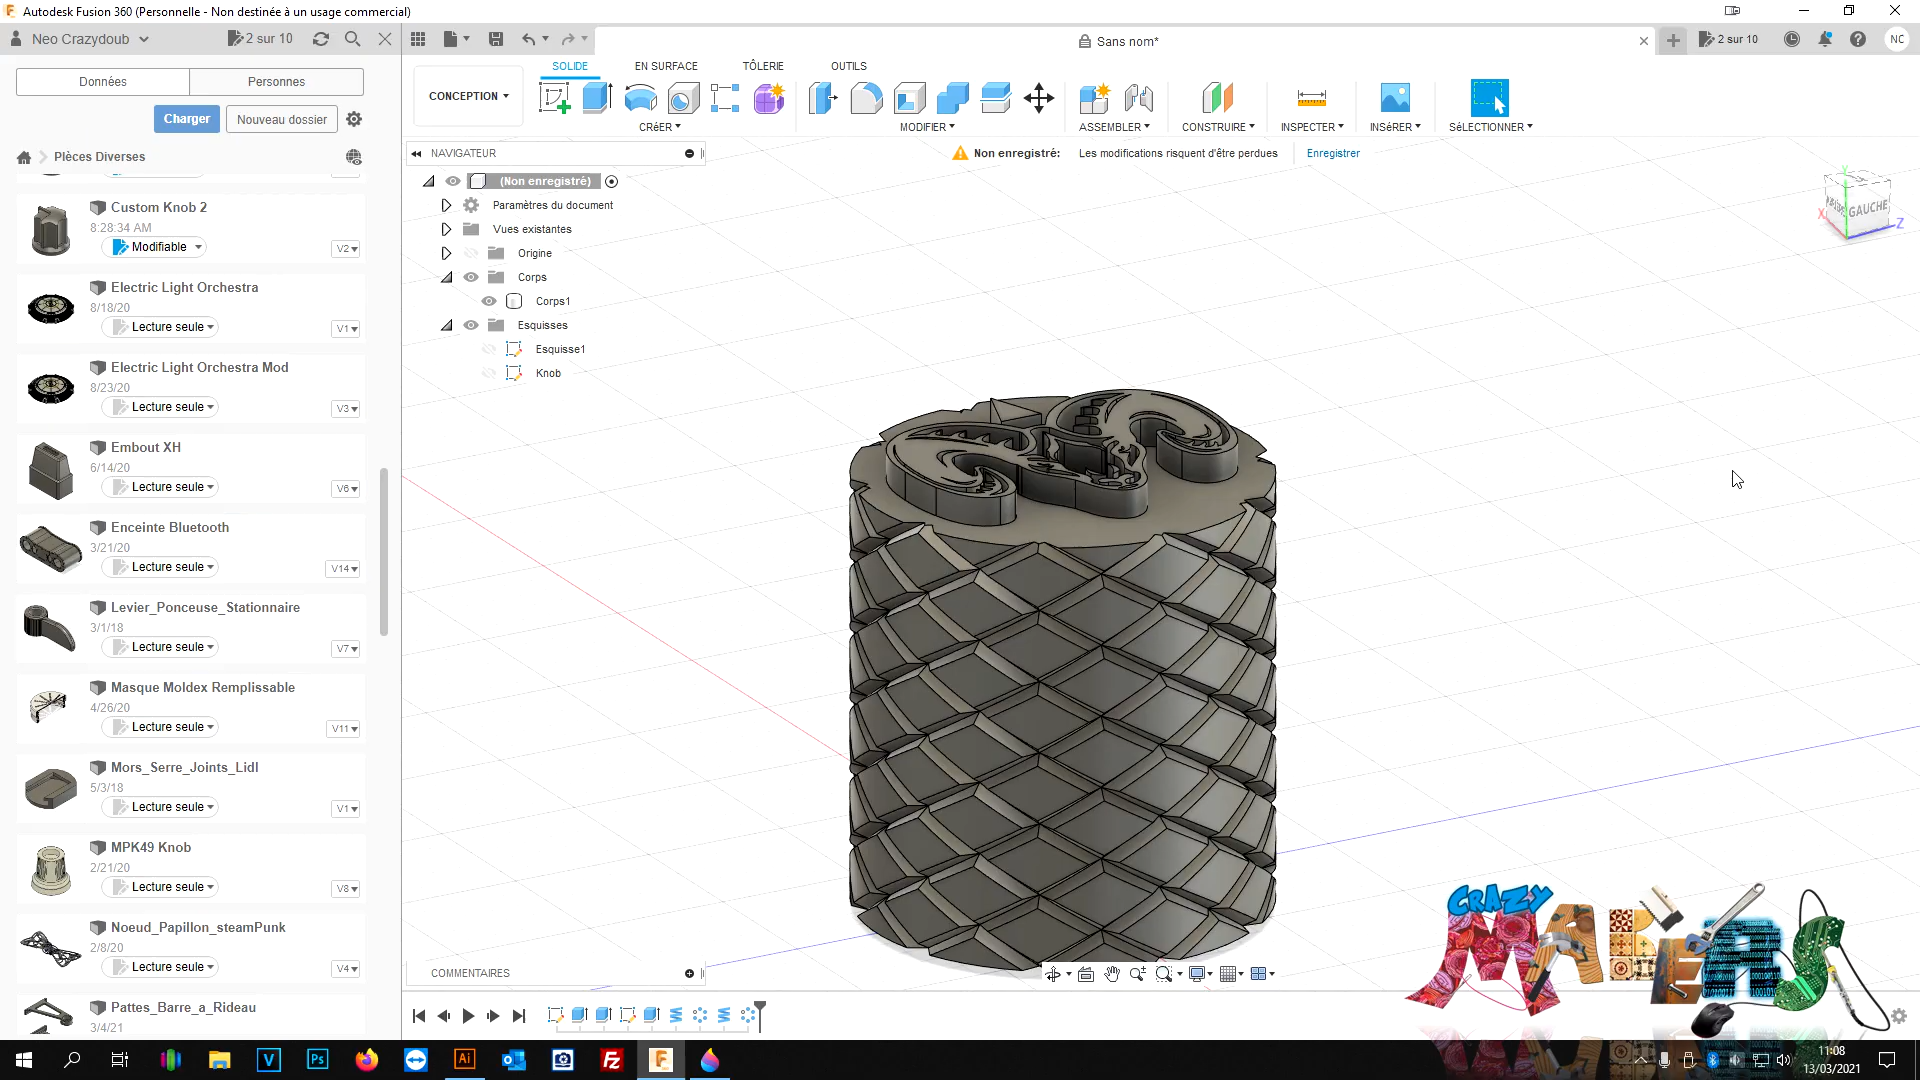 Autodesk Fusion 360 (Personnelle - Non destinée à un usage commercial)
Neo Crazydoub
2 sur 10
Sans nom*
2 sur 10
NC
Données
Personnes
SOLIDE
EN SURFACE
TÔLERIE
OUTILS
CONCEPTION
Charger
Nouveau dossier
CRéER
MODIFIER
ASSEMBLER
CONSTRUIRE
INSPECTER
INSéRER
SéLECTIONNER
Plèces Diverses
NAVIGATEUR
Non enregistré:
Les modifications risquent d'être perdues
Enregistrer
(Non enregistré)
Paramètres du document
Vues existantes
Origine
Corps
Corps1
Esquisses
Esquisse1
Knob
GAUCHE
X
Y
Z
Custom Knob 2
8:28:34 AM
Modifiable
V2
Electric Light Orchestra
8/18/20
Lecture seule
V1
Electric Light Orchestra Mod
8/23/20
Lecture seule
V3
Embout XH
6/14/20
Lecture seule
V6
Enceinte Bluetooth
3/21/20
Lecture seule
V14
Levier_Ponceuse_Stationnaire
3/1/18
Lecture seule
V7
Masque Moldex Remplissable
4/26/20
Lecture seule
V11
Mors_Serre_Joints_Lidl
5/3/18
Lecture seule
V1
MPK49 Knob
2/21/20
Lecture seule
V8
Noeud_Papillon_steamPunk
2/8/20
Lecture seule
V4
Pattes_Barre_a_Rideau
3/4/21
COMMENTAIRES
CRAZY
MAKERS
V
Ps
Ai
Fz
F
11:08
13/03/2021